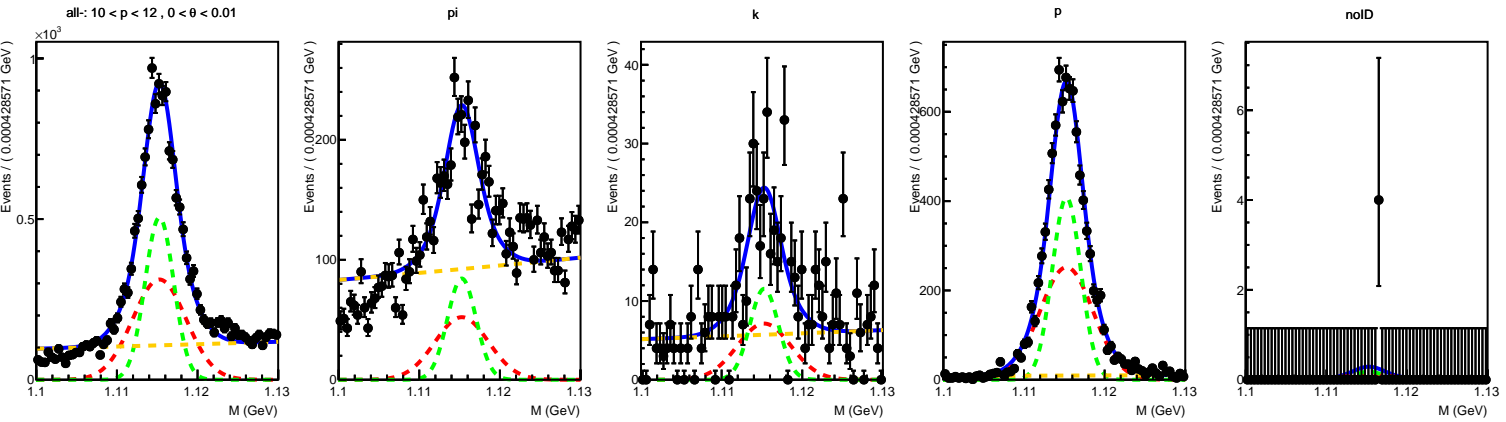 all-: 10 < p < 12 , 0 < θ < 0.01
×10³
Events / ( 0.000428571 GeV )
1
0.5
0
1.1
1.11
1.12
1.13
M (GeV)
pi
Events / ( 0.000428571 GeV )
200
100
0
1.1
1.11
1.12
1.13
M (GeV)
k
Events / ( 0.000428571 GeV )
40
30
20
10
0
1.1
1.11
1.12
1.13
M (GeV)
p
Events / ( 0.000428571 GeV )
600
400
200
0
1.1
1.11
1.12
1.13
M (GeV)
noID
Events / ( 0.000428571 GeV )
6
4
2
0
1.1
1.11
1.12
1.13
M (GeV)